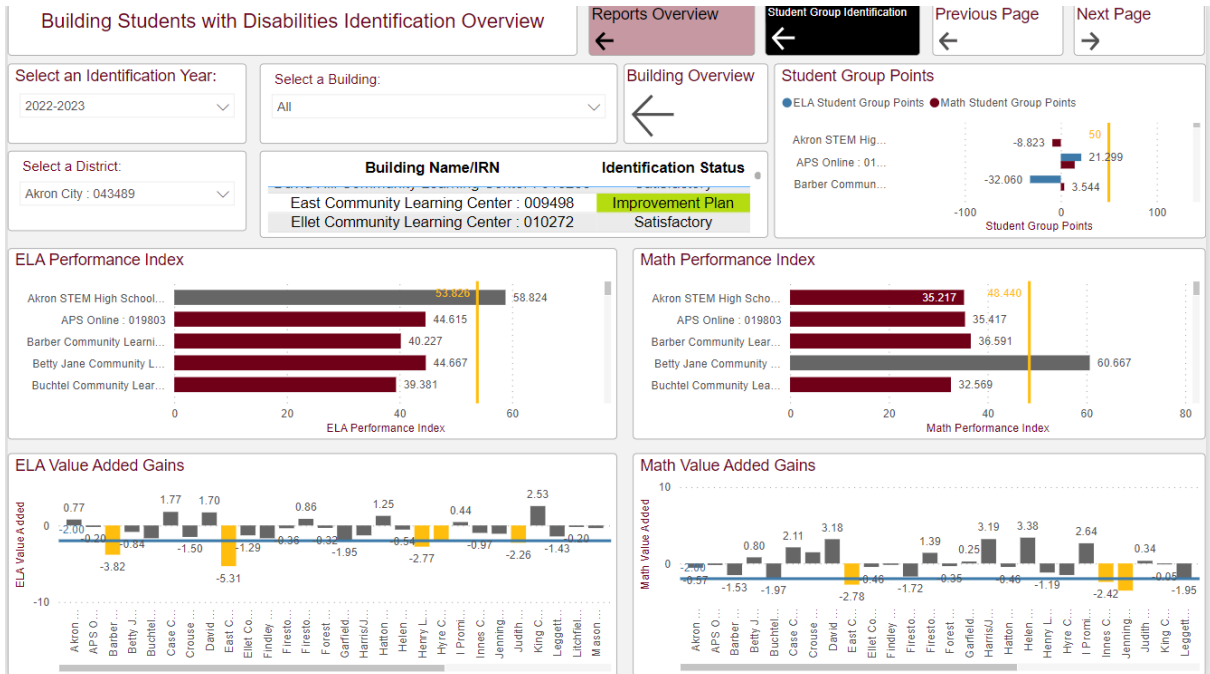 Building Students with Disabilities Identification Overview
Reports Overview
Student Group Identification
Previous Page
Next Page
Select an Identification Year:
2022-2023
Select a Building:
All
Building Overview
Select a District:
Akron City : 043489
Building Name/IRN Identification Status
East Community Learning Center : 009498 Improvement Plan
Ellet Community Learning Center : 010272 Satisfactory
Student Group Points
ELA Student Group Points Math Student Group Points
50
Akron STEM Hig... -8.823
APS Online : 01... 21.299
Barber Commun... -32.060 3.544
-100 0 100
Student Group Points
ELA Performance Index
53.826
Akron STEM High School... 58.824
APS Online : 019803 44.615
Barber Community Learni... 40.227
Betty Jane Community L... 44.667
Buchtel Community Lear... 39.381
0 20 40 60
ELA Performance Index
Math Performance Index
48.440
Akron STEM High Scho... 35.217
APS Online : 019803 35.417
Barber Community Lear... 36.591
Betty Jane Community ... 60.667
Buchtel Community Lea... 32.569
0 20 40 60 80
Math Performance Index
ELA Value Added Gains
ELA Value Added
0
-10
-2.00
0.77 -0.20 -3.82 -0.84 1.77 -1.50 1.70 -5.31 -1.29 -0.36 0.86 -0.32 -1.95 1.25 -0.54 -2.77 0.44 -0.97 -2.26 2.53 -1.43 -0.20
Akron ... APS O... Barber ... Betty J... Buchtel... Case C... Crouse ... David ... East C... Ellet Co... Findley ... Firesto... Firesto... Forest ... Garfield... Harris/J... Hatton ... Helen ... Henry L... Hyre C... I Promi... Innes C... Jenning... Judith ... King C... Leggett... Litchfiel... Mason ...
Math Value Added Gains
Math Value Added
10
0
-2.00
-0.57 -1.53 0.80 -1.97 2.11 3.18 -2.78 -0.46 -1.72 1.39 -0.35 0.25 3.19 -0.46 3.38 -1.19 2.64 -2.42 0.34 -0.05 -1.95
Akron ... APS O... Barber ... Betty J... Buchtel... Case C... Crouse ... David ... East C... Ellet Co... Findley ... Firesto... Firesto... Forest ... Garfield... Harris/J... Hatton ... Helen ... Henry L... Hyre C... I Promi... Innes C... Jenning... Judith ... King C... Leggett...